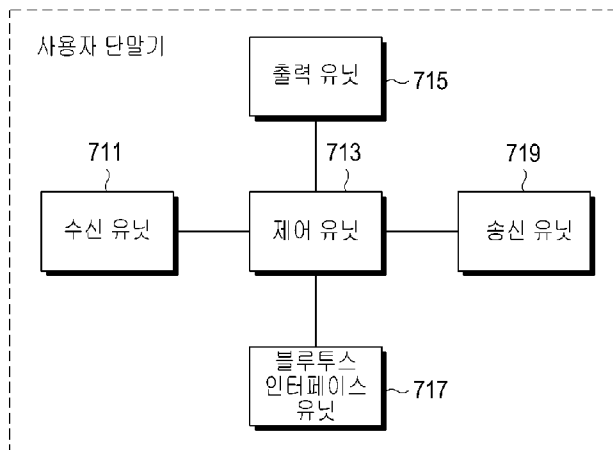 사용자 단말기
출력 유닛
715
711
713
719
수신 유닛
제어 유닛
송신 유닛
블루투스
인터페이스
유닛
717